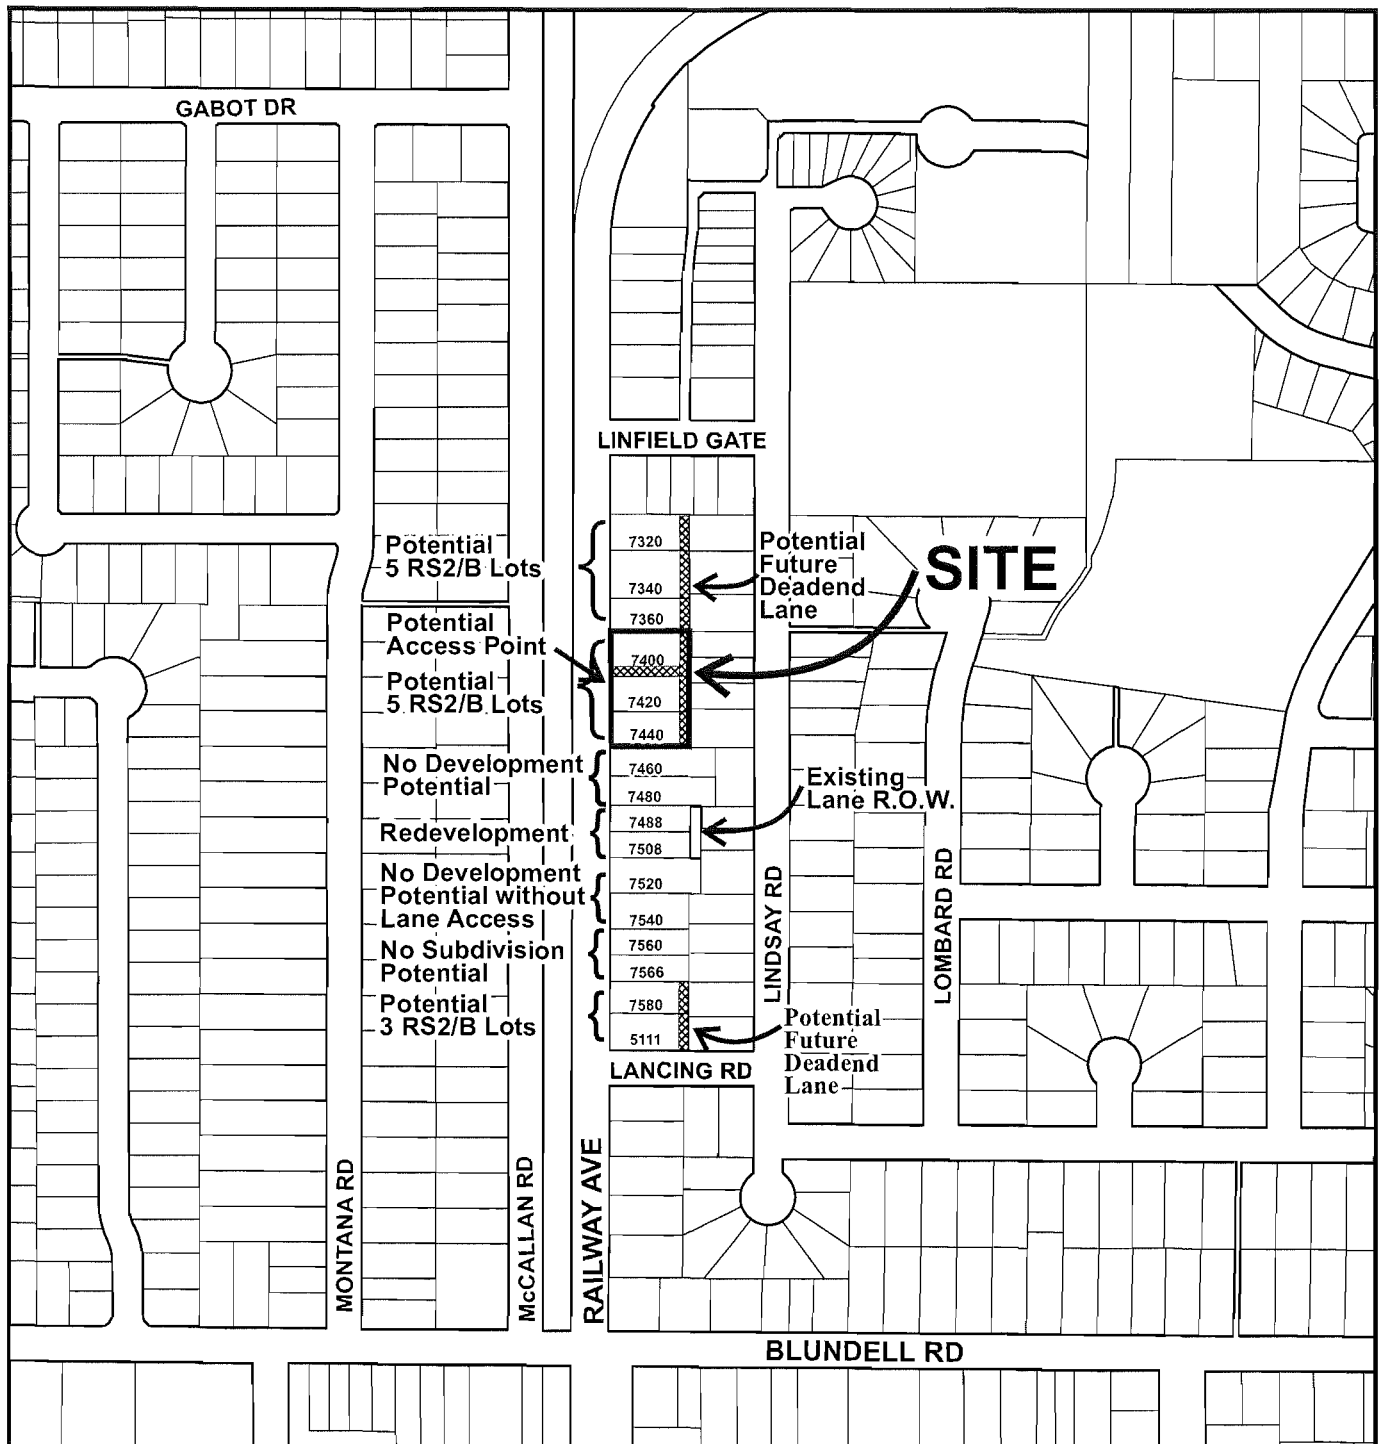 GABOT DR
LINFIELD GATE
Potential
5 RS2/B Lots
7320
7340
7360
Potential
Future
Deadend
Lane
SITE
Potential
Access Point
Potential
5 RS2/B Lots
7400
7420
7440
No Development
Potential
7460
7480
Existing
Lane R.O.W.
Redevelopment
7488
7508
No Development
Potential without
Lane Access
7520
7540
No Subdivision
Potential
7560
7566
Potential
3 RS2/B Lots
7580
5111
Potential
Future
Deadend
Lane
LINDSAY RD
LOMBARD RD
LANCING RD
MONTANA RD
McCALLAN RD
RAILWAY AVE
BLUNDELL RD